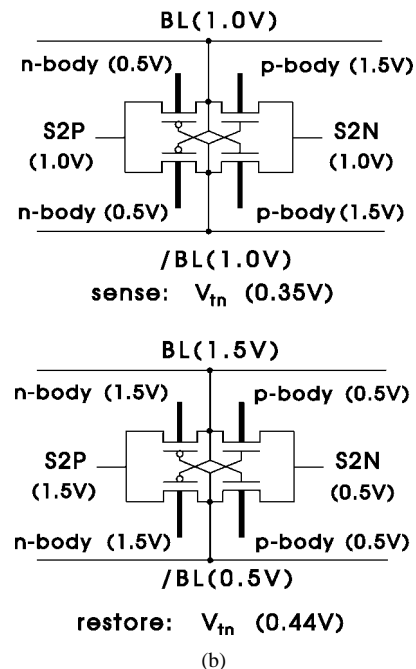 BL(1.0V)
n-body (0.5V) p-body (1.5V)
S2P S2N
(1.0V) (1.0V)
n-body (0.5V) p-body(1.5V)
/BL(1.0V)
sense: Vtn (0.35V)
BL(1.5V)
n-body (1.5V) p-body (0.5V)
S2P S2N
(1.5V) (0.5V)
n-body (1.5V) p-body (0.5V)
/BL(0.5V)
restore: Vtn (0.44V)
(b)